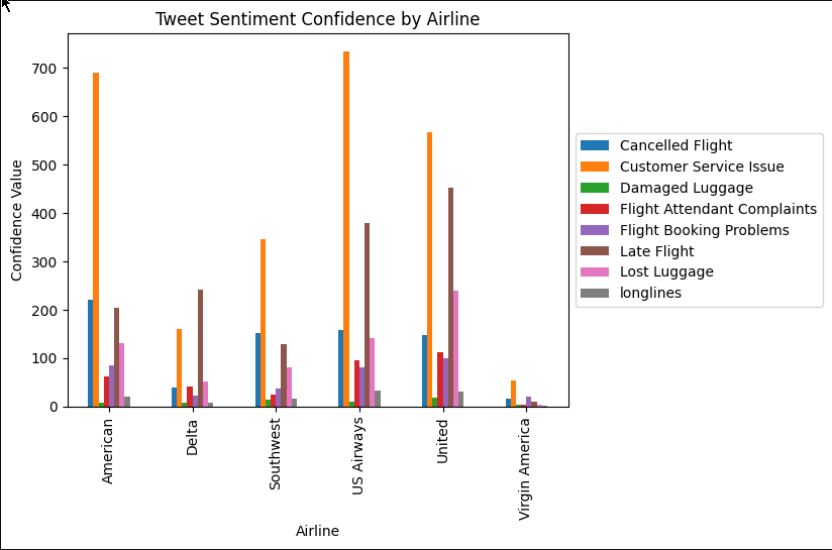 Tweet Sentiment Confidence by Airline
Confidence Value
700
600
500
400
300
200
100
0
American
Delta
Southwest
US Airways
United
Virgin America
Airline
Cancelled Flight
Customer Service Issue
Damaged Luggage
Flight Attendant Complaints
Flight Booking Problems
Late Flight
Lost Luggage
longlines